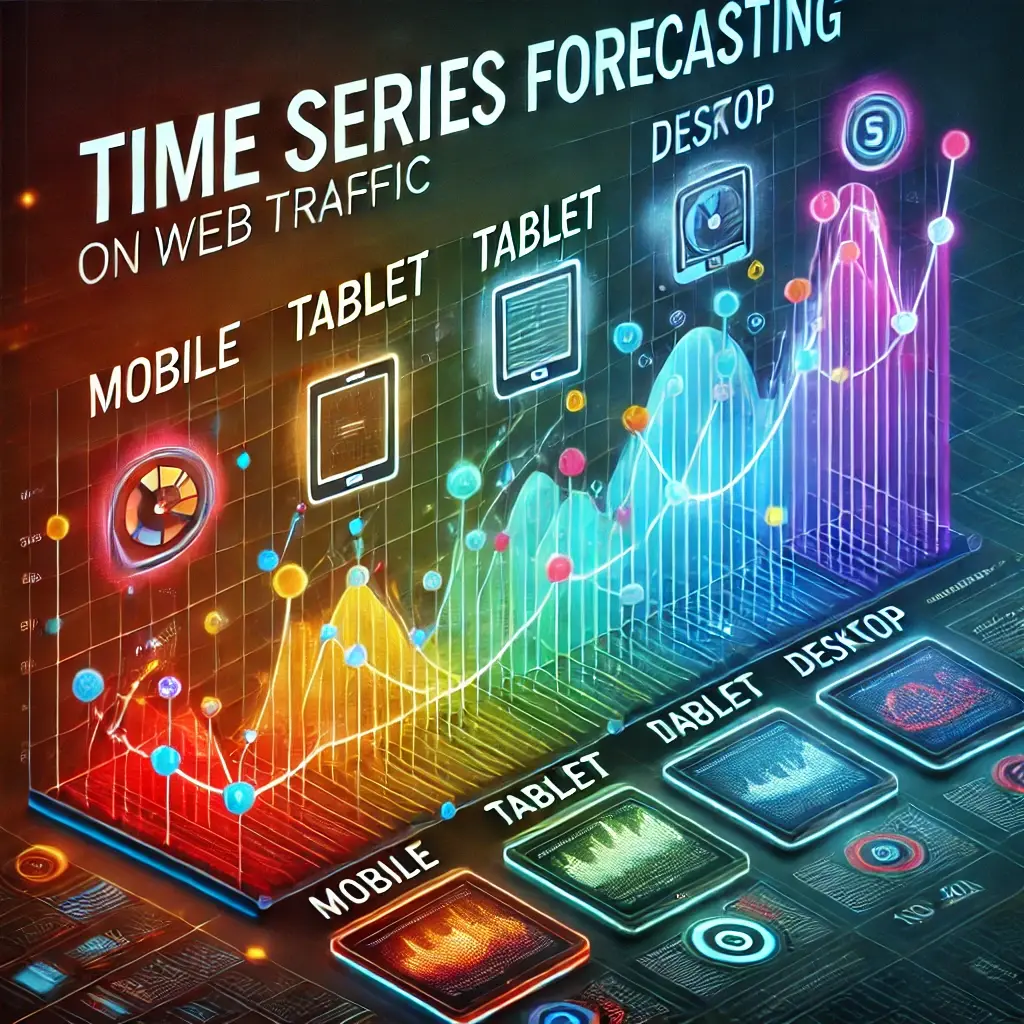 TIME SERIES FORECASTING
ON WEB TRAFFIC
MOBILE
TABLET
TABLET
DESKTOP
S
MOBILE
TABLET
DABLET
DESKTOP